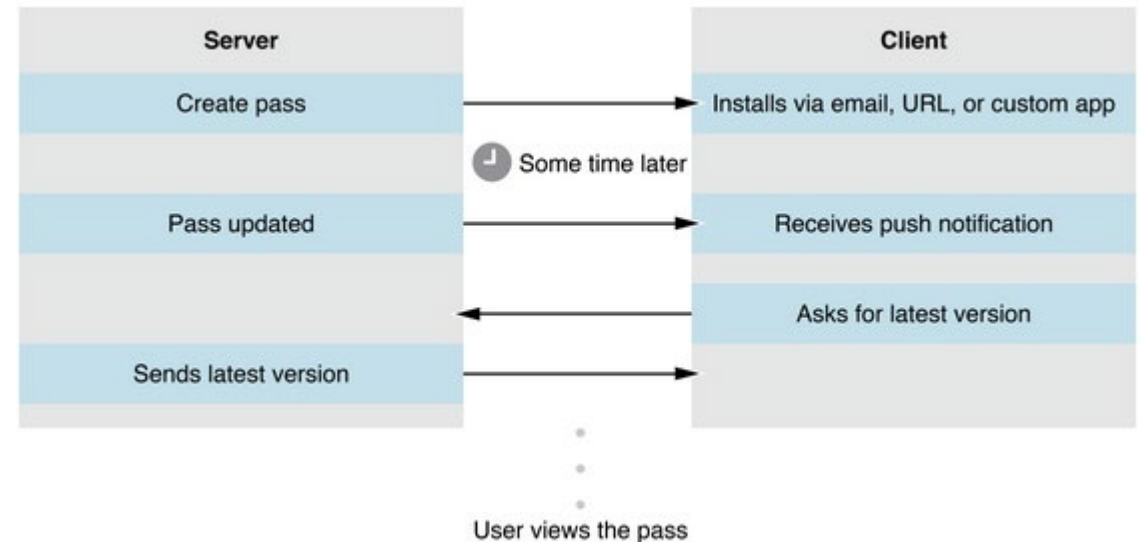 Server
Client
Create pass
Installs via email, URL, or custom app
Some time later
Pass updated
Receives push notification
Asks for latest version
Sends latest version
User views the pass